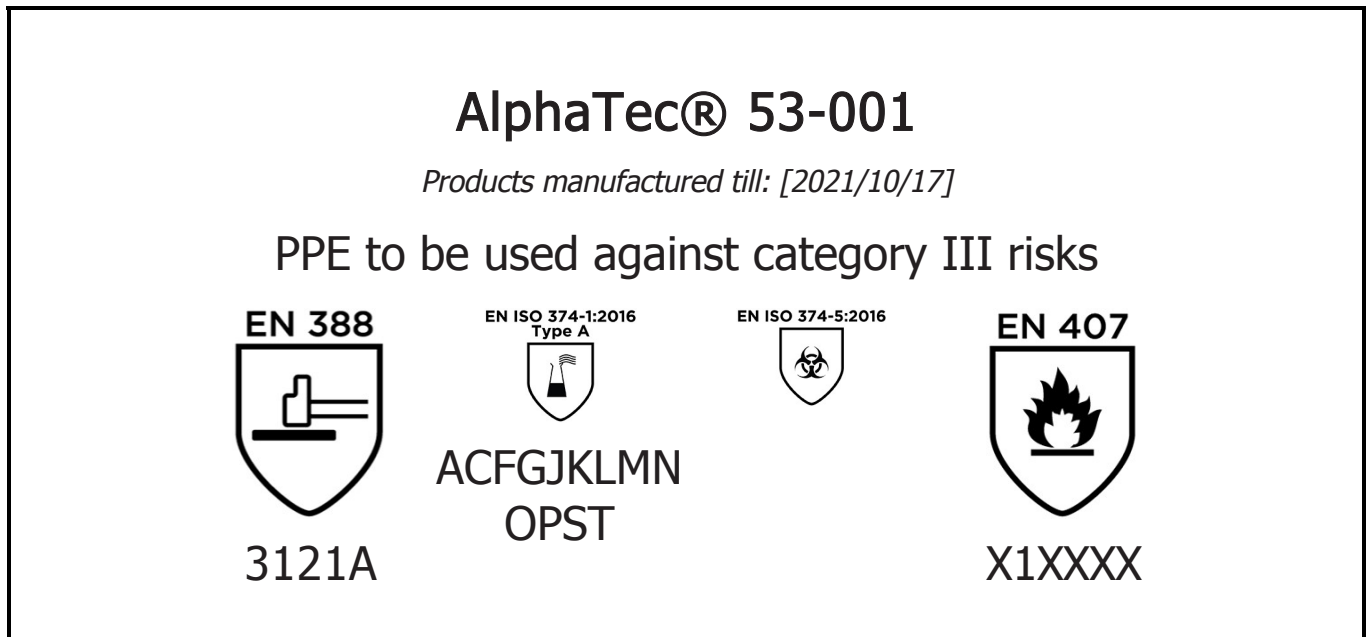 AlphaTec® 53-001
Products manufactured till: [2021/10/17]
PPE to be used against category III risks
EN 388
3121A
EN ISO 374-1:2016
Type A
ACFGJKLMN
OPST
EN ISO 374-5:2016
EN 407
X1XXXX